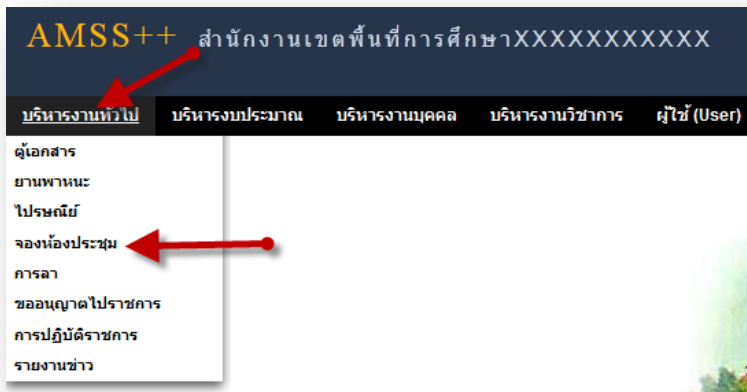 AMSS++ สำนักงานเขตพื้นที่การศึกษาXXXXXXXXXXX
บริหารงานทั่วไป บริหารงบประมาณ บริหารงานบุคคล บริหารงานวิชาการ ผู้ใช้ (User)
ตู้เอกสาร
ยานพาหนะ
ไปรษณีย์
จองห้องประชุม
การลา
ขออนุญาตไปราชการ
การปฏิบัติราชการ
รายงานข่าว